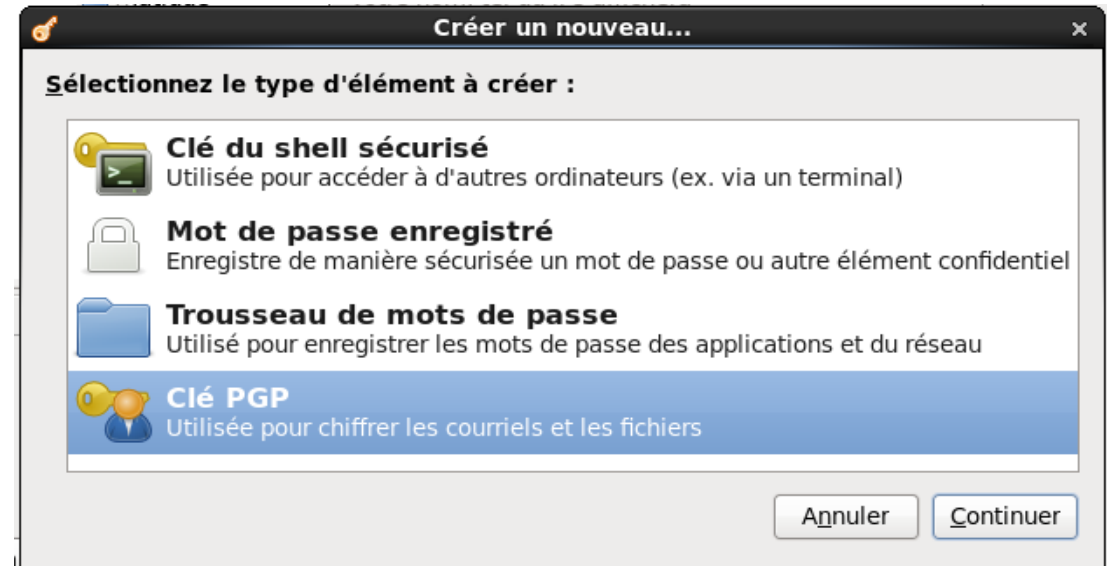 Créer un nouveau...
Sélectionnez le type d'élément à créer :
Clé du shell sécurisé
Utilisée pour accéder à d'autres ordinateurs (ex. via un terminal)
Mot de passe enregistré
Enregistre de manière sécurisée un mot de passe ou autre élément confidentiel
Trousseau de mots de passe
Utilisé pour enregistrer les mots de passe des applications et du réseau
Clé PGP
Utilisée pour chiffrer les courriels et les fichiers
Annuler
Continuer